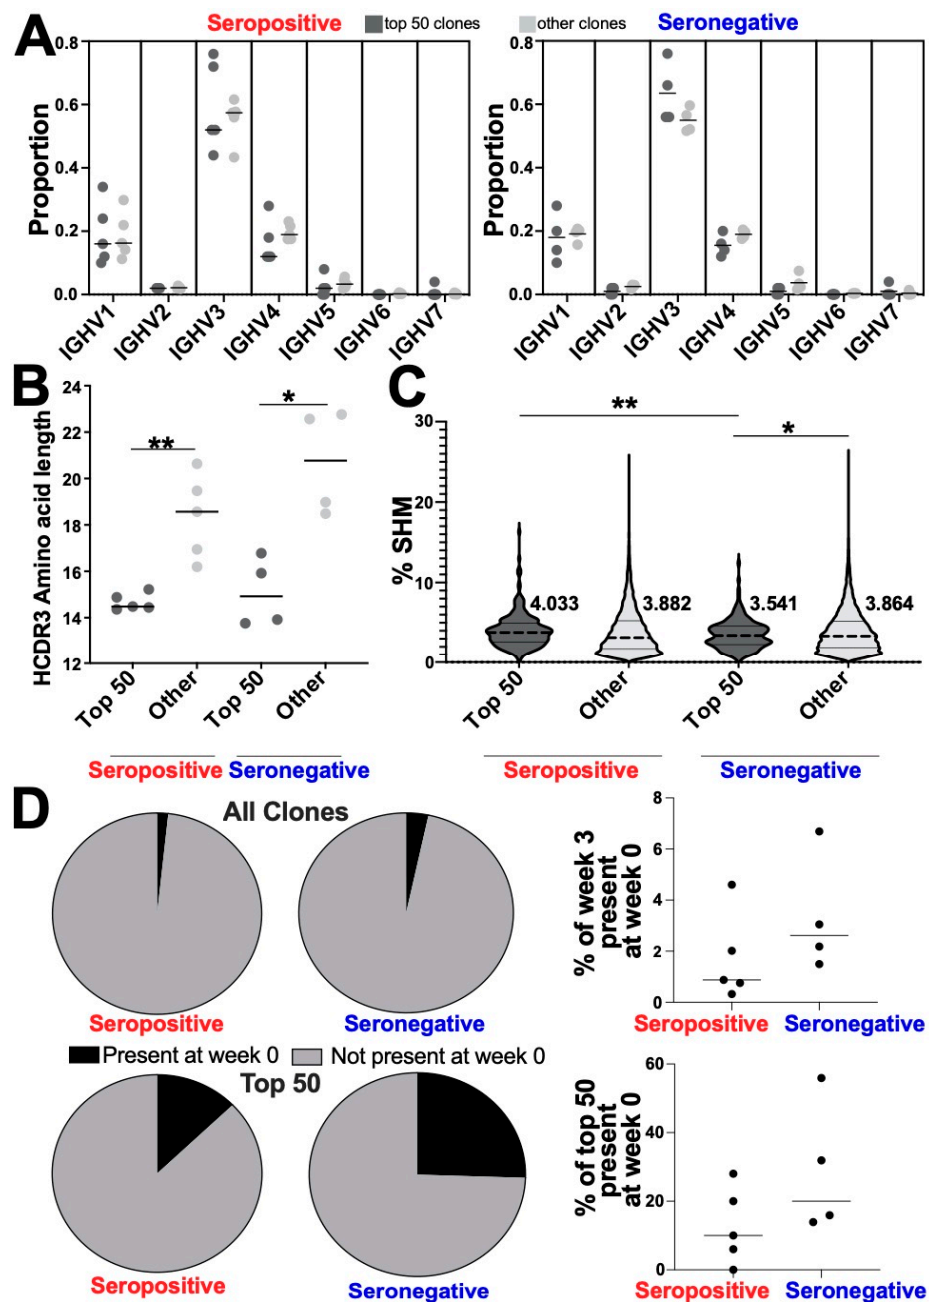 A
Seropositive
top 50 clones
other clones
Seronegative
Proportion
0.8
0.6
0.4
0.2
0.0
IGHV1
IGHV2
IGHV3
IGHV4
IGHV5
IGHV6
IGHV7
Proportion
0.8
0.6
0.4
0.2
0.0
IGHV1
IGHV2
IGHV3
IGHV4
IGHV5
IGHV6
IGHV7
B
HCDR3 Amino acid length
24
22
20
18
16
14
12
**
*
Top 50
Other
Top 50
Other
Seropositive
Seronegative
C
% SHM
30
20
10
0
**
*
4.033
3.882
3.541
3.864
Top 50
Other
Top 50
Other
Seropositive
Seronegative
D
All Clones
Seropositive
Seronegative
Present at week 0
Not present at week 0
Top 50
Seropositive
Seronegative
% of week 3
present
at week 0
8
6
4
2
0
Seropositive
Seronegative
% of top 50
present
at week 0
60
40
20
0
Seropositive
Seronegative